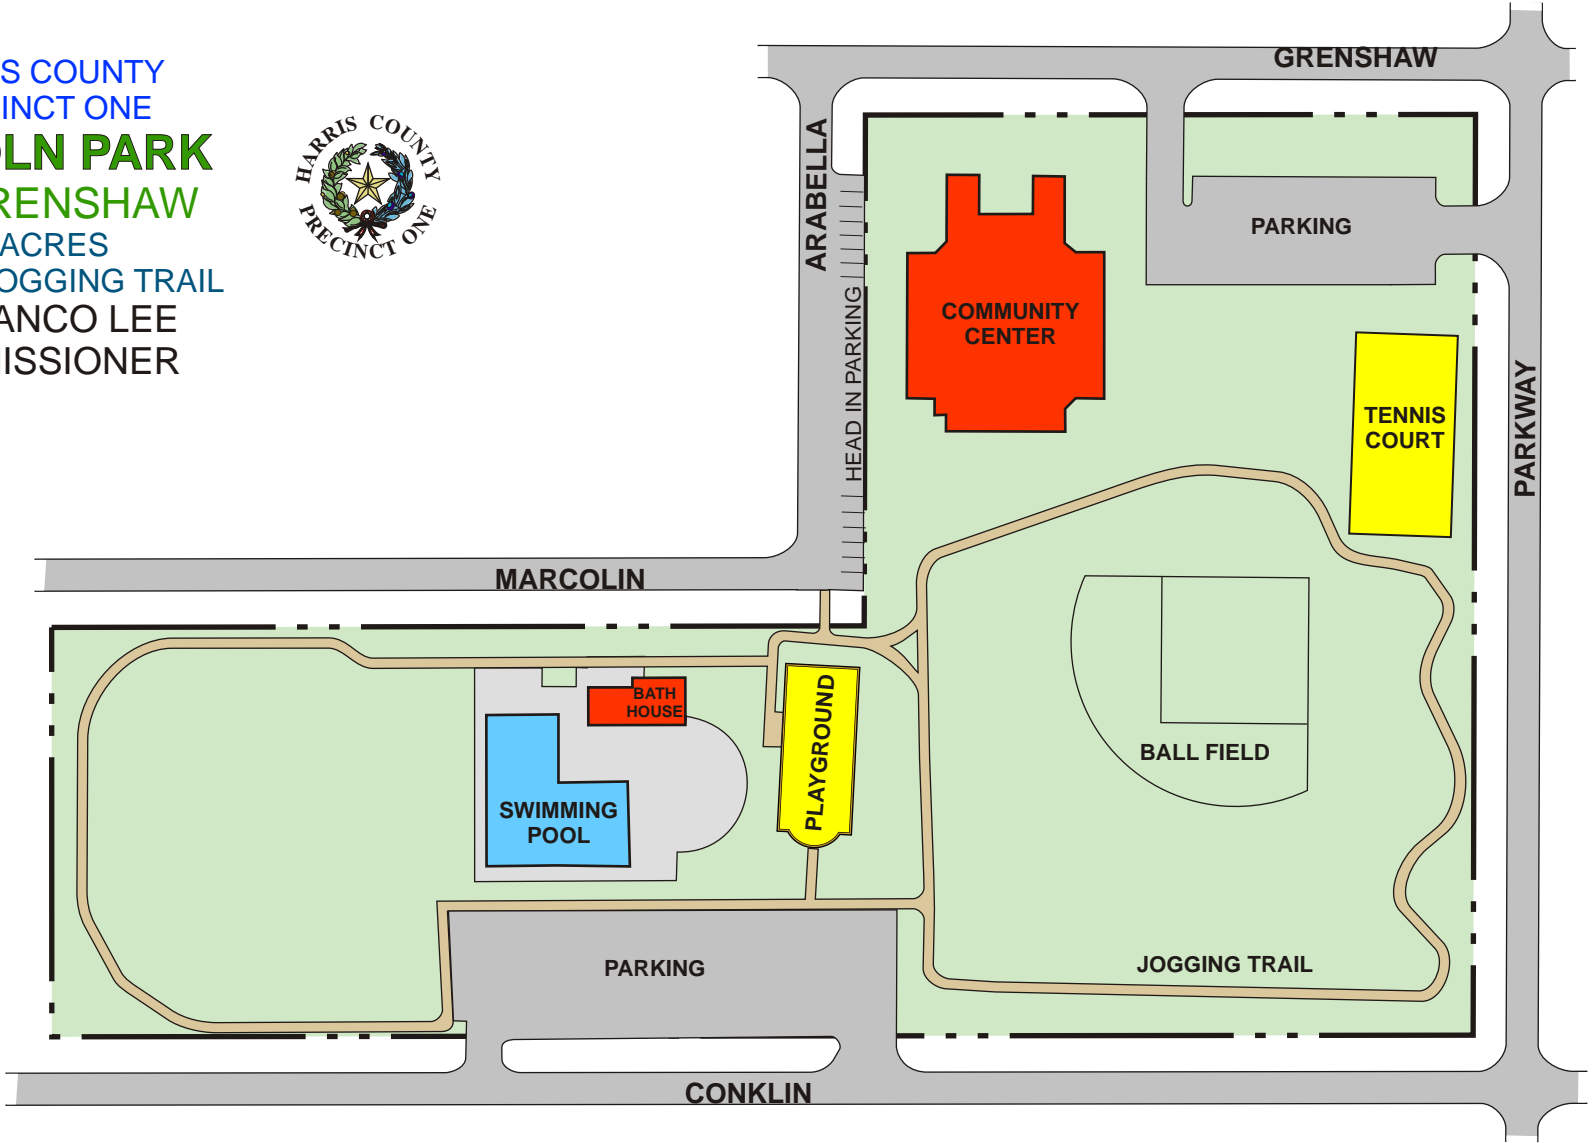 S COUNTY
INCT ONE
OLN PARK
RENSHAW
ACRES
OGGING TRAIL
ANCO LEE
ISSIONER
HARRIS COUNTY
PRECINCT ONE
GRENSHAW
ARABELLA
HEAD IN PARKING
PARKING
COMMUNITY
CENTER
TENNIS
COURT
PARKWAY
MARCOLIN
BATH
HOUSE
PLAYGROUND
SWIMMING
POOL
BALL FIELD
JOGGING TRAIL
PARKING
CONKLIN